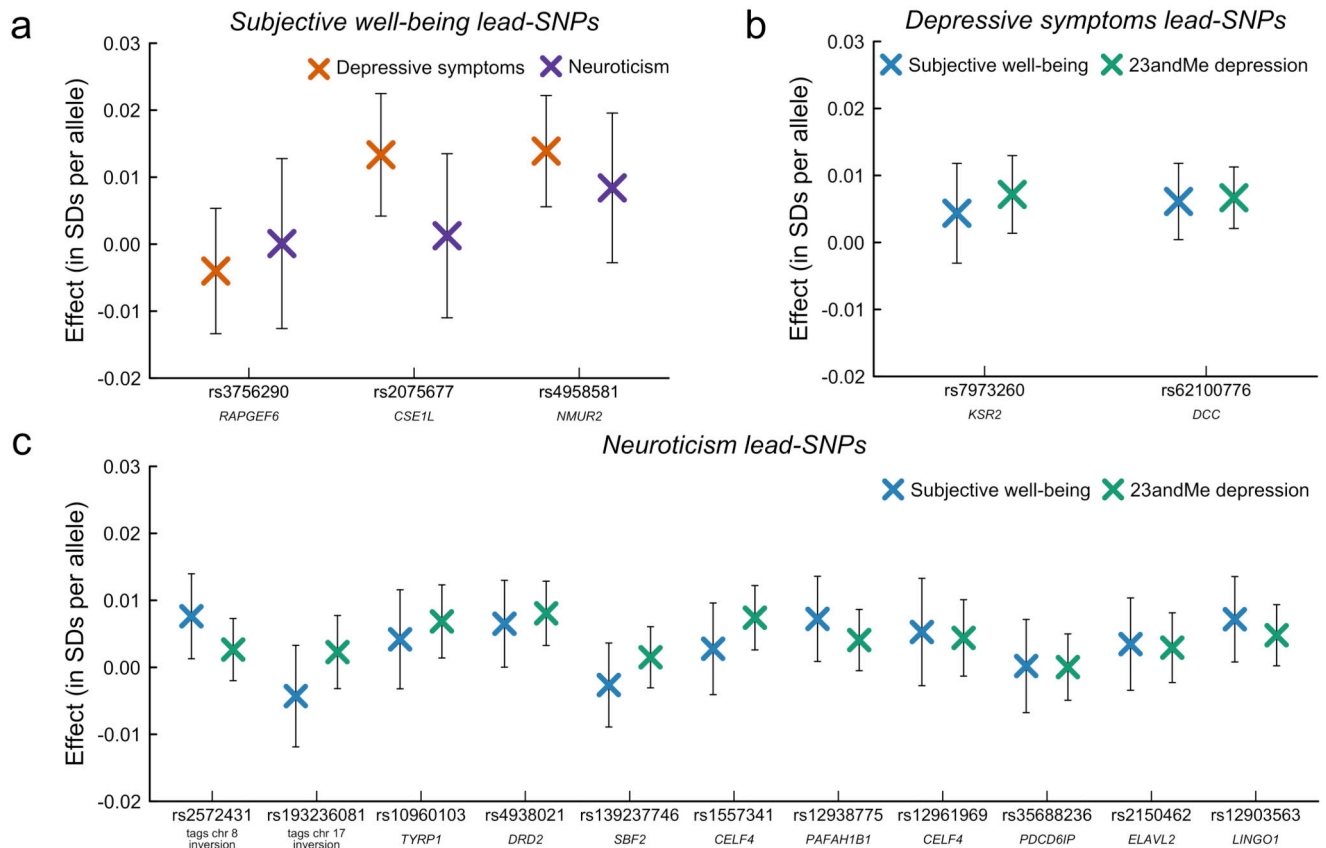 a
Subjective well-being lead-SNPs
Depressive symptoms Neuroticism
Effect (in SDs per allele)
0.03
0.02
0.01
0.00
-0.01
-0.02
rs3756290 rs2075677 rs4958581
RAPGEF6 CSE1L NMUR2
b
Depressive symptoms lead-SNPs
Subjective well-being 23andMe depression
Effect (in SDs per allele)
0.03
0.02
0.01
0.00
-0.01
-0.02
rs7973260 rs62100776
KSR2 DCC
c
Neuroticism lead-SNPs
Subjective well-being 23andMe depression
Effect (in SDs per allele)
0.03
0.02
0.01
0.00
-0.01
-0.02
rs2572431 rs193236081 rs10960103 rs4938021 rs139237746 rs1557341 rs12938775 rs12961969 rs35688236 rs2150462 rs12903563
tags chr 8 tags chr 17 TYRP1 DRD2 SBF2 CELF4 PAFAH1B1 CELF4 PDCD6IP ELAVL2 LINGO1
inversion inversion